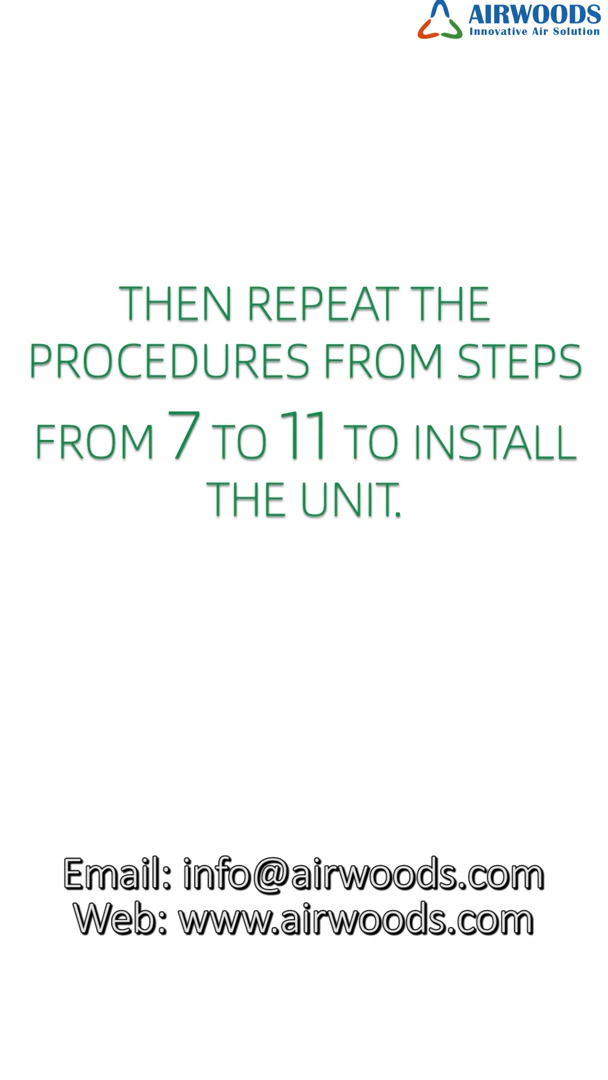 AIRWOODS
Innovative Air Solution
THEN REPEAT THE
PROCEDURES FROM STEPS
FROM 7 TO 11 TO INSTALL
THE UNIT.
Email: info@airwoods.com
Web: www.airwoods.com